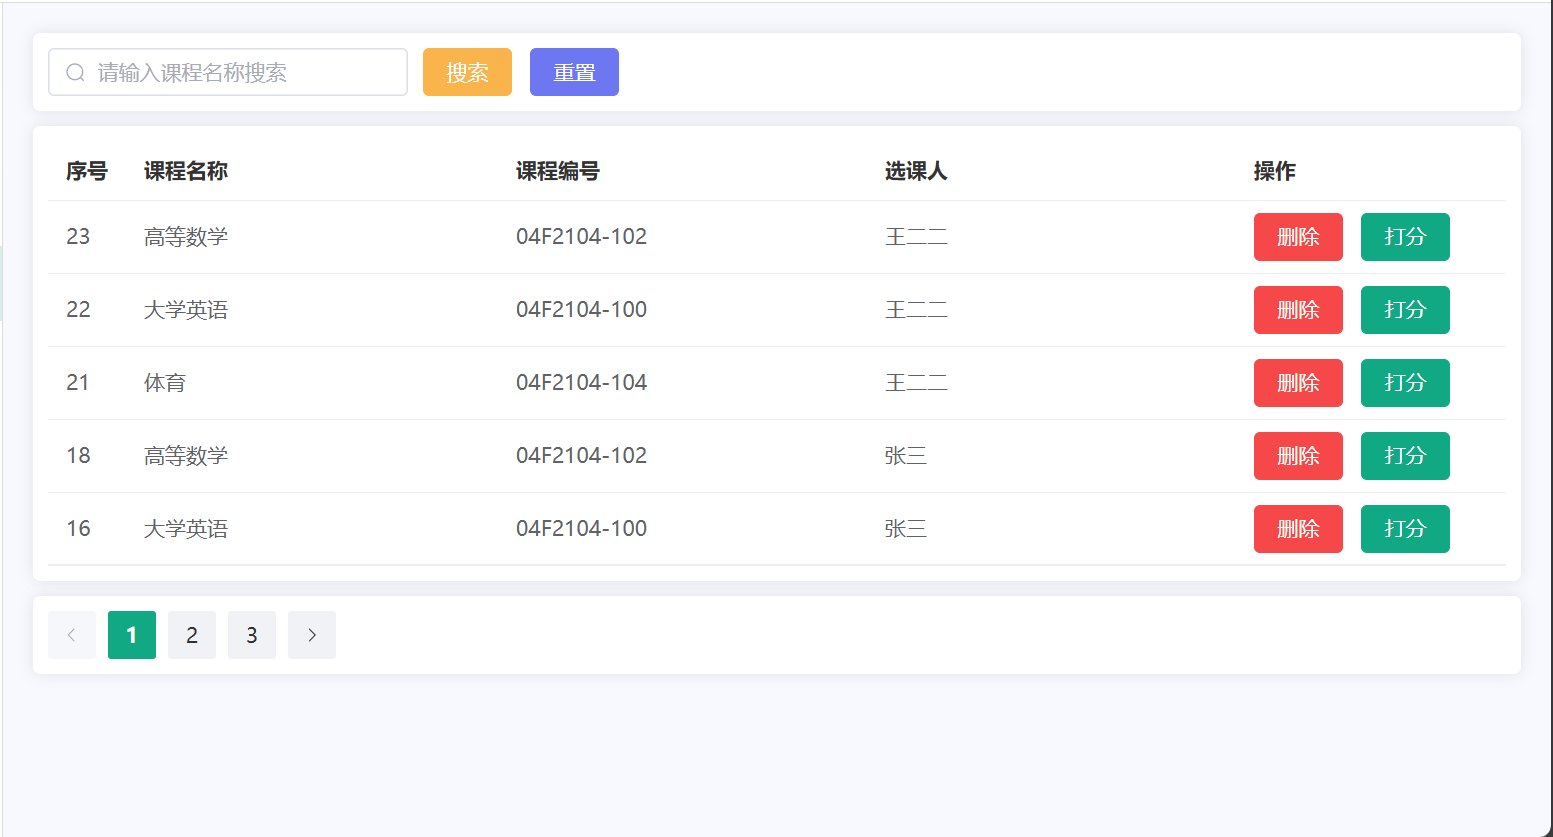 请输入课程名称搜索 搜索 重置
序号 课程名称 课程编号 选课人 操作
23 高等数学 04F2104-102 王二二 删除 打分
22 大学英语 04F2104-100 王二二 删除 打分
21 体育 04F2104-104 王二二 删除 打分
18 高等数学 04F2104-102 张三 删除 打分
16 大学英语 04F2104-100 张三 删除 打分
1 2 3